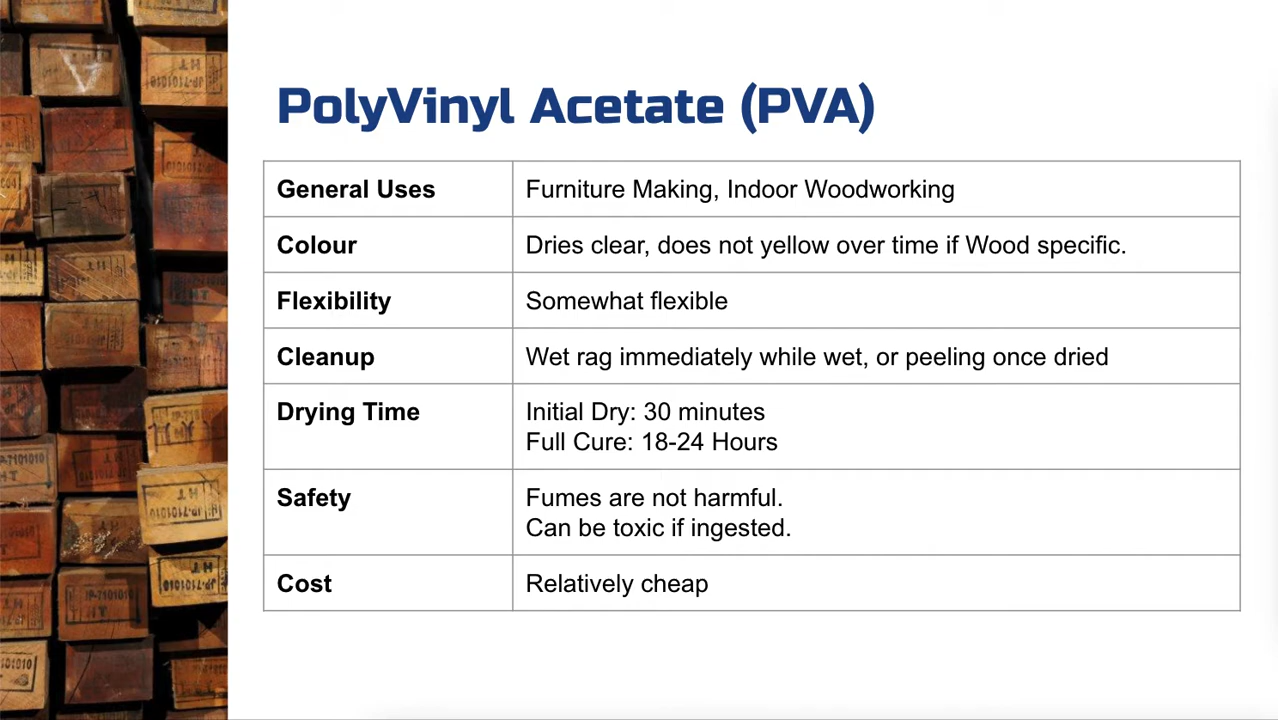 PolyVinyl Acetate (PVA)
General Uses
Furniture Making, Indoor Woodworking
Colour
Dries clear, does not yellow over time if Wood specific.
Flexibility
Somewhat flexible
Cleanup
Wet rag immediately while wet, or peeling once dried
Drying Time
Initial Dry: 30 minutes
Full Cure: 18-24 Hours
Safety
Fumes are not harmful.
Can be toxic if ingested.
Cost
Relatively cheap
HT
JP-7101010